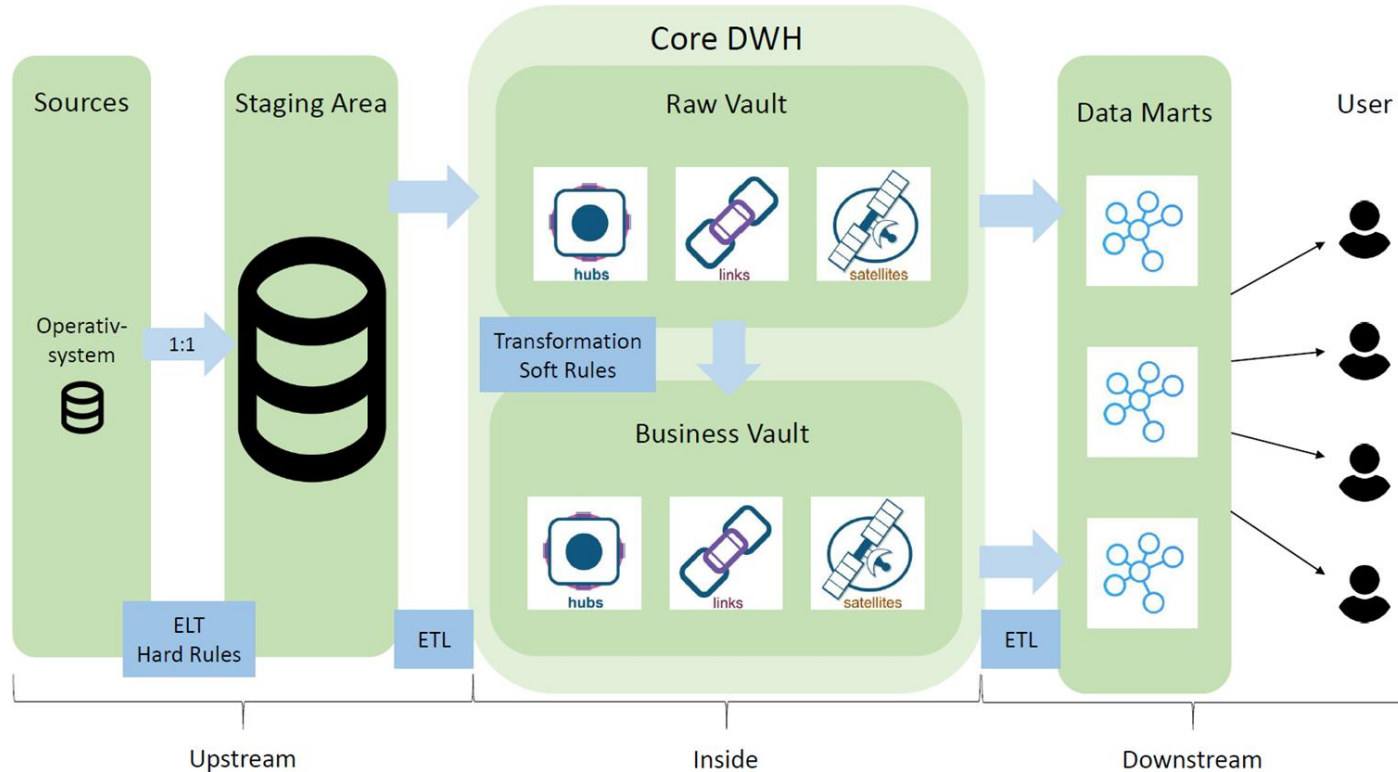 Core DWH
Sources
Staging Area
Raw Vault
Data Marts
User
hubs
links
satellites
Operativ-
system
1:1
Transformation
Soft Rules
Business Vault
hubs
links
satellites
ELT
Hard Rules
ETL
ETL
Upstream
Inside
Downstream